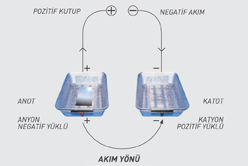 POZİTİF KUTUP + − NEGATİF AKIM
+ −
ANOT KATOT
ANYON KATYON
NEGATİF YÜKLÜ POZİTİF YÜKLÜ
AKIM YÖNÜ